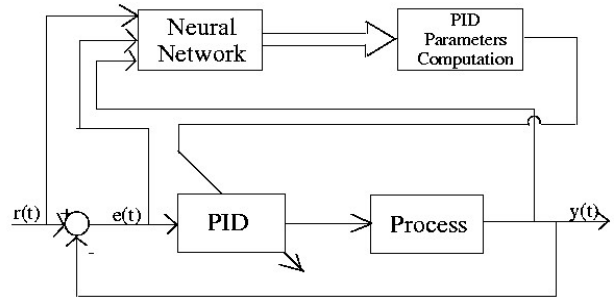 Neural
Network
PID
Parameters
Computation
r(t)
+
-
e(t)
PID
Process
y(t)